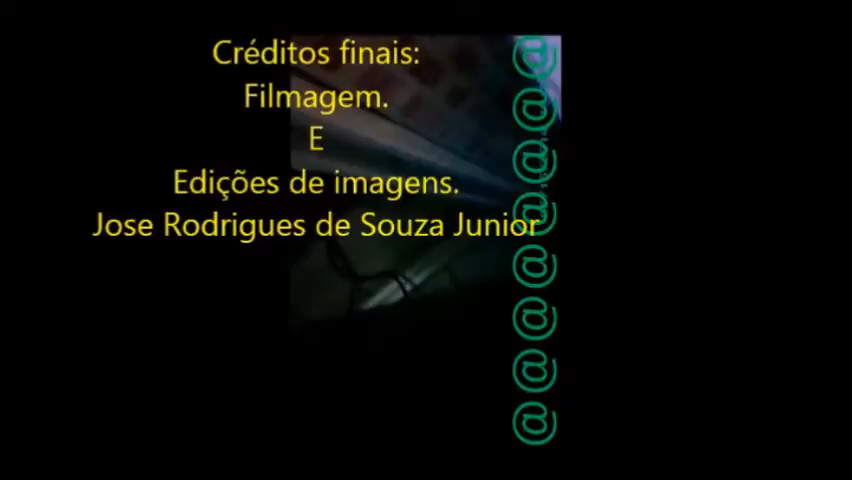 Créditos finais:
Filmagem.
E
Edições de imagens.
Jose Rodrigues de Souza Junior
@@@@@@@@